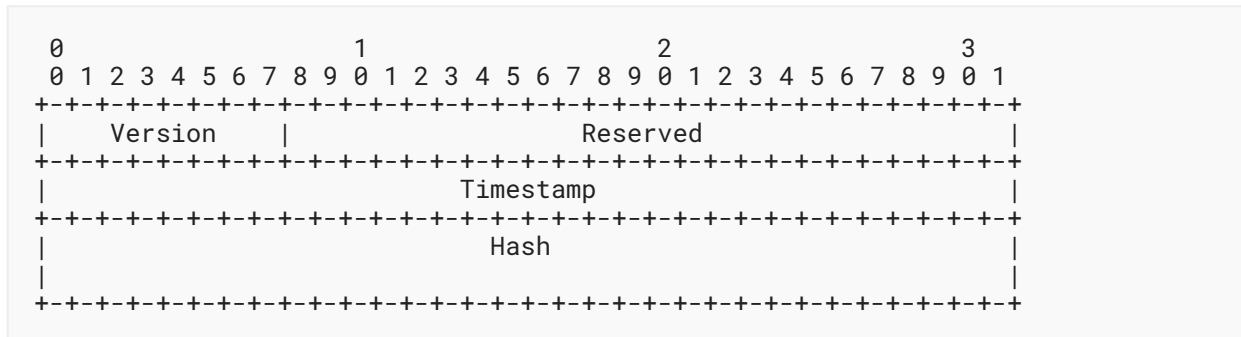 0                   1                   2                   3
 0 1 2 3 4 5 6 7 8 9 0 1 2 3 4 5 6 7 8 9 0 1 2 3 4 5 6 7 8 9 0 1
+-+-+-+-+-+-+-+-+-+-+-+-+-+-+-+-+-+-+-+-+-+-+-+-+-+-+-+-+-+-+-+-+
|    Version    |                   Reserved                    |
+-+-+-+-+-+-+-+-+-+-+-+-+-+-+-+-+-+-+-+-+-+-+-+-+-+-+-+-+-+-+-+-+
|                           Timestamp                           |
+-+-+-+-+-+-+-+-+-+-+-+-+-+-+-+-+-+-+-+-+-+-+-+-+-+-+-+-+-+-+-+-+
|                             Hash                              |
|                                                               |
+-+-+-+-+-+-+-+-+-+-+-+-+-+-+-+-+-+-+-+-+-+-+-+-+-+-+-+-+-+-+-+-+